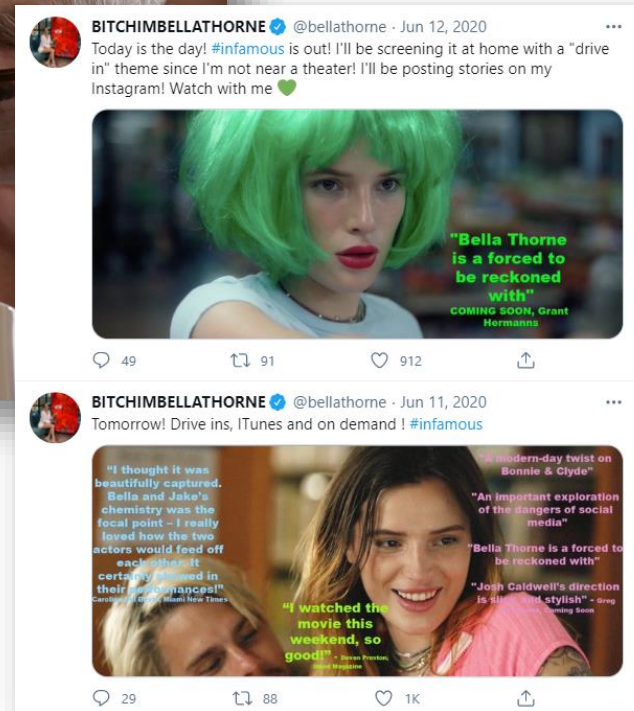 BITCHIMBELLATHORNE @bellathorne · Jun 12, 2020
Today is the day! #infamous is out! I'll be screening it at home with a "drive
in" theme since I'm not near a theater! I'll be posting stories on my
Instagram! Watch with me 💚
"Bella Thorne
is a forced to
be reckoned
with"
COMING SOON, Grant
Hermanns
49 91 912
BITCHIMBELLATHORNE @bellathorne · Jun 11, 2020
Tomorrow! Drive ins, ITunes and on demand ! #infamous
"I thought it was
beautifully captured.
Bella and Jake's
chemistry was the
focal point – I really
loved how the two
actors would feed off
each other. It
certainly showed in
their performances!"
Miami New Times
"I watched the
movie this
weekend, so
good!" - Devon Preston,
Magazine
"A modern-day twist on
Bonnie & Clyde"
"An important exploration
of the dangers of social
media"
"Bella Thorne is a forced to
be reckoned with"
"Josh Caldwell's direction
is slick and stylish" - Greg
Coming Soon
29 88 1K